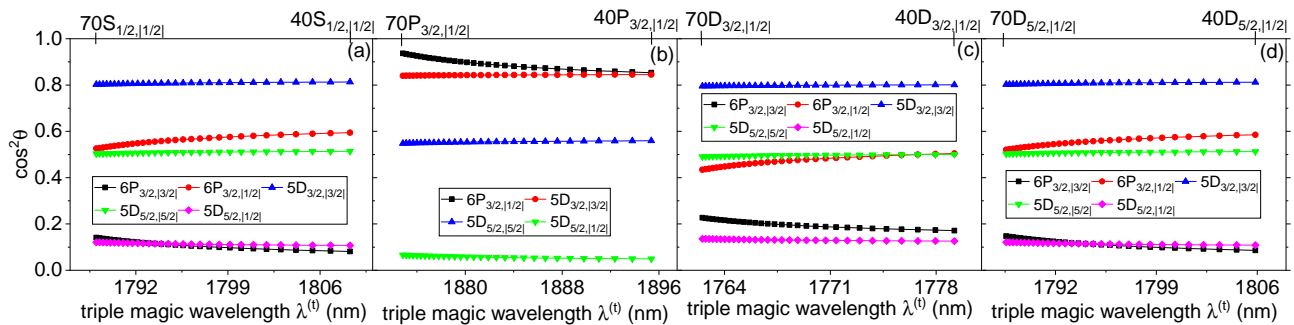 70S1/2,|1/2| 40S1/2,|1/2| 70P3/2,|1/2| 40P3/2,|1/2| 70D3/2,|1/2| 40D3/2,|1/2| 70D5/2,|1/2| 40D5/2,|1/2|
(a) (b) (c) (d)
cos²θ
1.0
0.8
0.6
0.4
0.2
0.0
6P3/2,|3/2| 6P3/2,|1/2| 5D3/2,|3/2|
5D5/2,|5/2| 5D5/2,|1/2|
6P3/2,|1/2| 5D3/2,|3/2|
5D5/2,|5/2| 5D5/2,|1/2|
6P3/2,|3/2| 6P3/2,|1/2| 5D3/2,|3/2|
5D5/2,|5/2| 5D5/2,|1/2|
6P3/2,|3/2| 6P3/2,|1/2| 5D3/2,|3/2|
5D5/2,|5/2| 5D5/2,|1/2|
1792 1799 1806 1880 1888 1896 1764 1771 1778 1792 1799 1806
triple magic wavelength λ(t) (nm) triple magic wavelength λ(t) (nm) triple magic wavelength λ(t) (nm) triple magic wavelength λ(t) (nm)